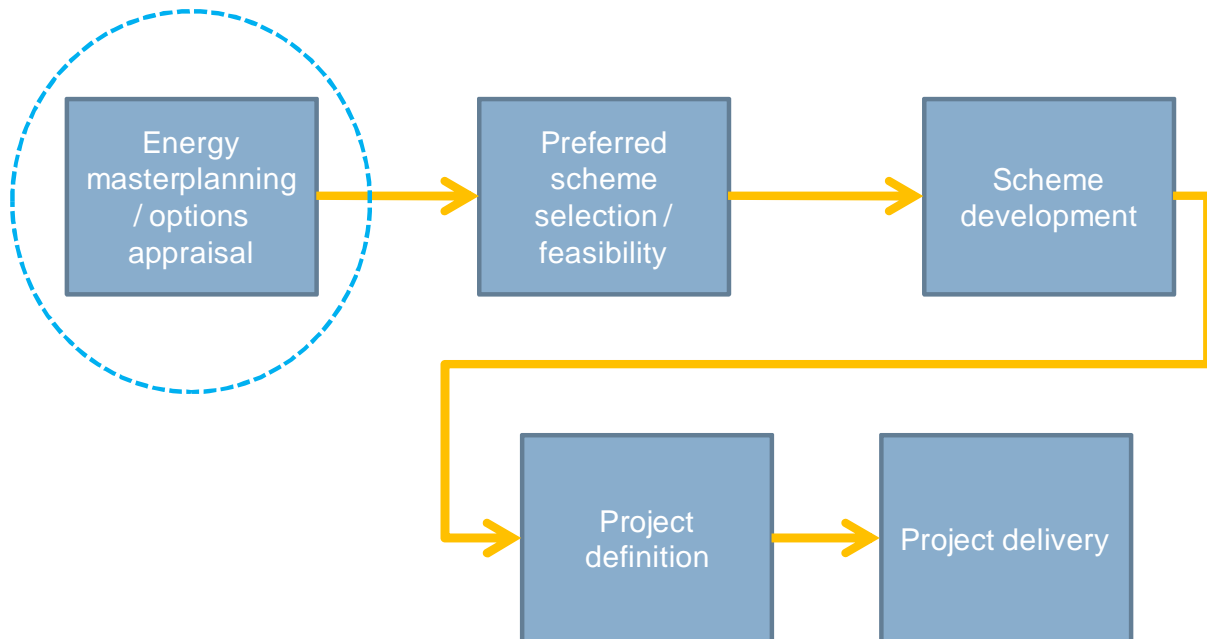 Energy
masterplanning
/ options
appraisal
Preferred
scheme
selection /
feasibility
Scheme
development
Project
definition
Project delivery